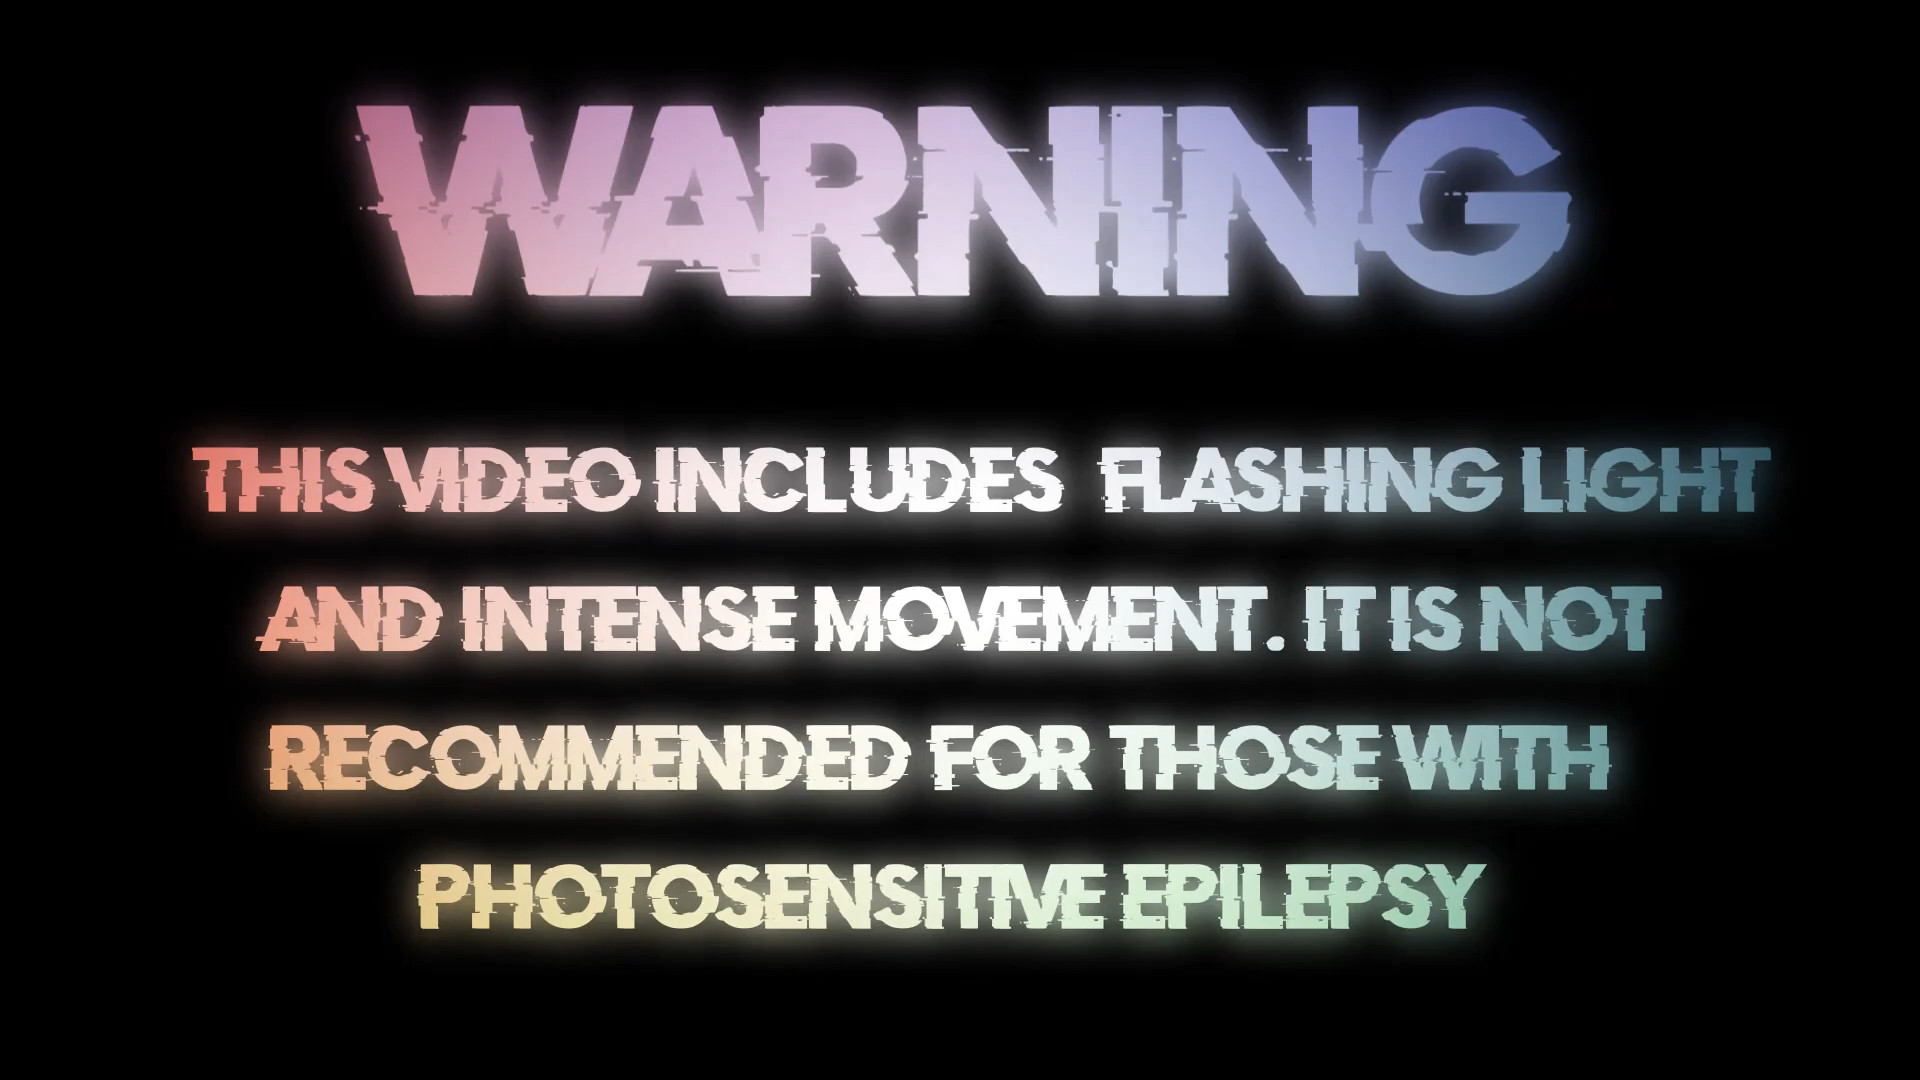 WARNING
THIS VIDEO INCLUDES FLASHING LIGHT
AND INTENSE MOVEMENT. IT IS NOT
RECOMMENDED FOR THOSE WITH
PHOTOSENSITIVE EPILEPSY